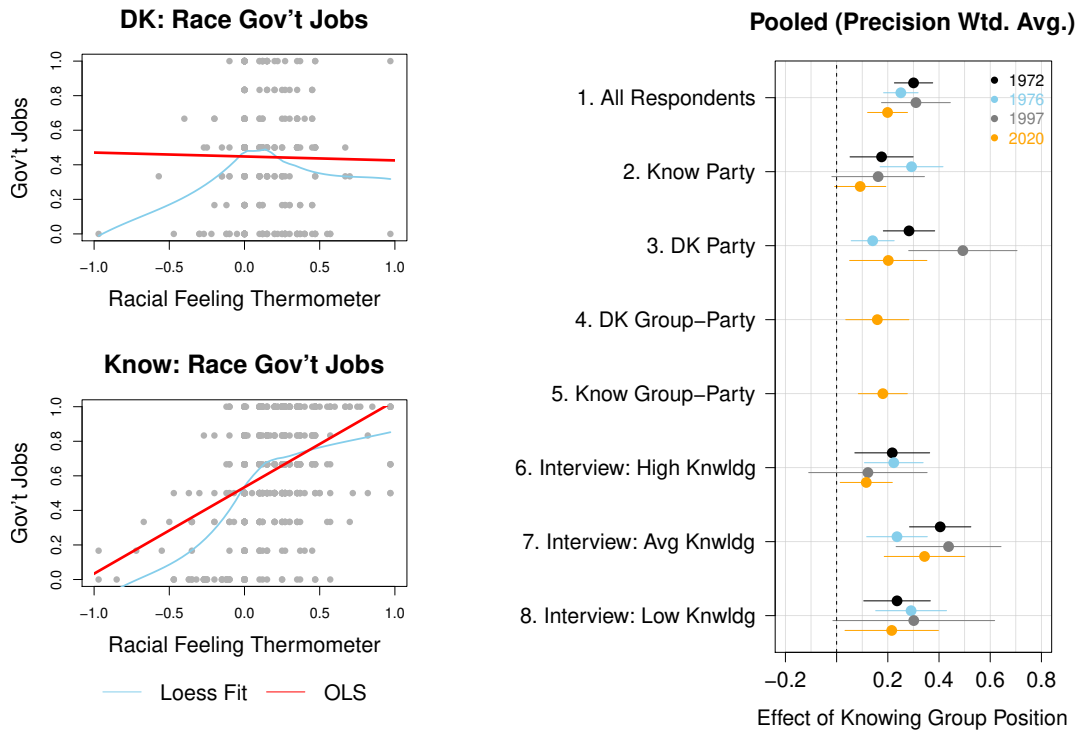 DK: Race Gov't Jobs
Gov't Jobs
0.0 0.2 0.4 0.6 0.8 1.0
−1.0 −0.5 0.0 0.5 1.0
Racial Feeling Thermometer
Know: Race Gov't Jobs
Gov't Jobs
0.0 0.2 0.4 0.6 0.8 1.0
−1.0 −0.5 0.0 0.5 1.0
Racial Feeling Thermometer
Loess Fit OLS
Pooled (Precision Wtd. Avg.)
1972
1976
1997
2020
1. All Respondents
2. Know Party
3. DK Party
4. DK Group−Party
5. Know Group−Party
6. Interview: High Knwldg
7. Interview: Avg Knwldg
8. Interview: Low Knwldg
−0.2 0.2 0.4 0.6 0.8
Effect of Knowing Group Position